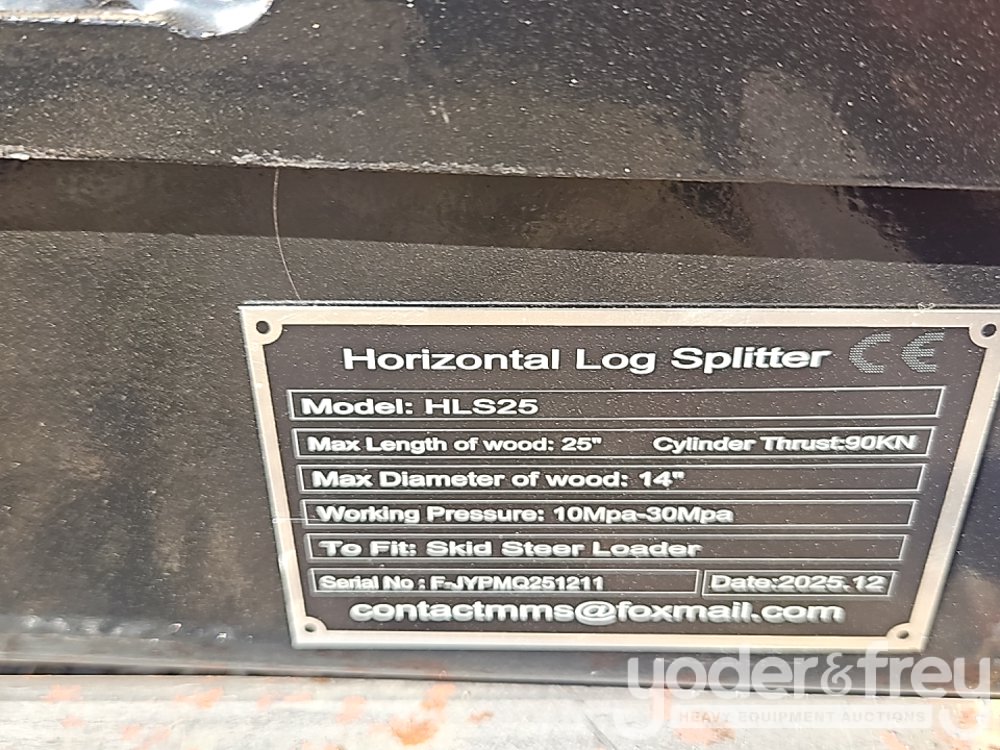 Horizontal Log Splitter CE
Model: HLS25
Max Length of wood: 25" Cylinder Thrust:90KN
Max Diameter of wood: 14"
Working Pressure: 10Mpa-30Mpa
To Fit: Skid Steer Loader
Serial No : F-JYPMQ251211 Date:2025.12
contactmms@foxmail.com
yoder&frey
HEAVY EQUIPMENT AUCTIONS